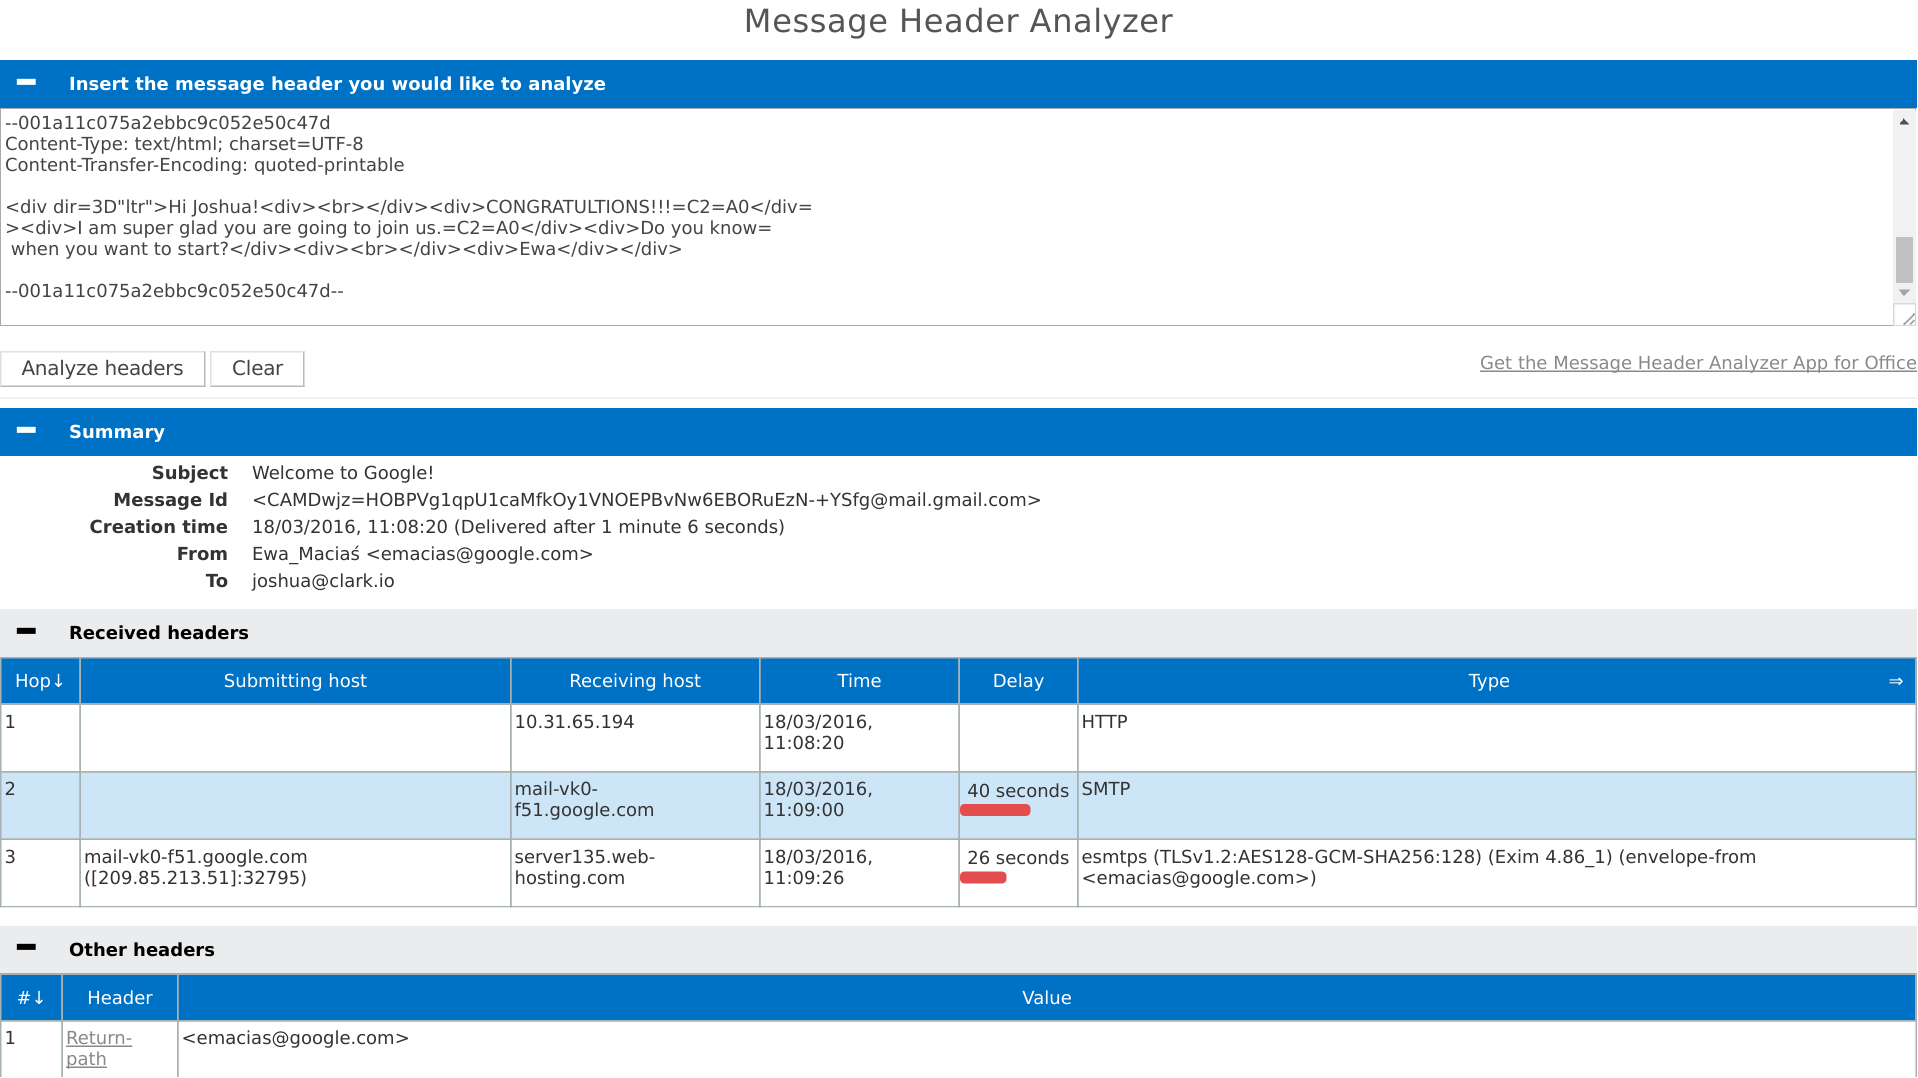 Message Header Analyzer
Insert the message header you would like to analyze
--001a11c075a2ebbc9c052e50c47d
Content-Type: text/html; charset=UTF-8
Content-Transfer-Encoding: quoted-printable
<div dir=3D"ltr">Hi Joshua!<div><br></div><div>CONGRATULTIONS!!!=C2=A0</div=
><div>I am super glad you are going to join us.=C2=A0</div><div>Do you know=
when you want to start?</div><div><br></div><div>Ewa</div></div>
--001a11c075a2ebbc9c052e50c47d--
Analyze headers Clear Get the Message Header Analyzer App for Office
Summary
Subject Welcome to Google!
Message Id <CAMDwjz=HOBPVg1qpU1caMfkOy1VNOEPBvNw6EBORuEzN-+YSfg@mail.gmail.com>
Creation time 18/03/2016, 11:08:20 (Delivered after 1 minute 6 seconds)
From Ewa_Maciaś <emacias@google.com>
To joshua@clark.io
Received headers
Hop↓ Submitting host Receiving host Time Delay Type ⇒
1 10.31.65.194 18/03/2016, HTTP
11:08:20
2 mail-vk0- 18/03/2016, 40 seconds SMTP
f51.google.com 11:09:00
3 mail-vk0-f51.google.com server135.web- 18/03/2016, 26 seconds esmtps (TLSv1.2:AES128-GCM-SHA256:128) (Exim 4.86_1) (envelope-from
([209.85.213.51]:32795) hosting.com 11:09:26 <emacias@google.com>)
Other headers
#↓ Header Value
1 Return- <emacias@google.com>
path